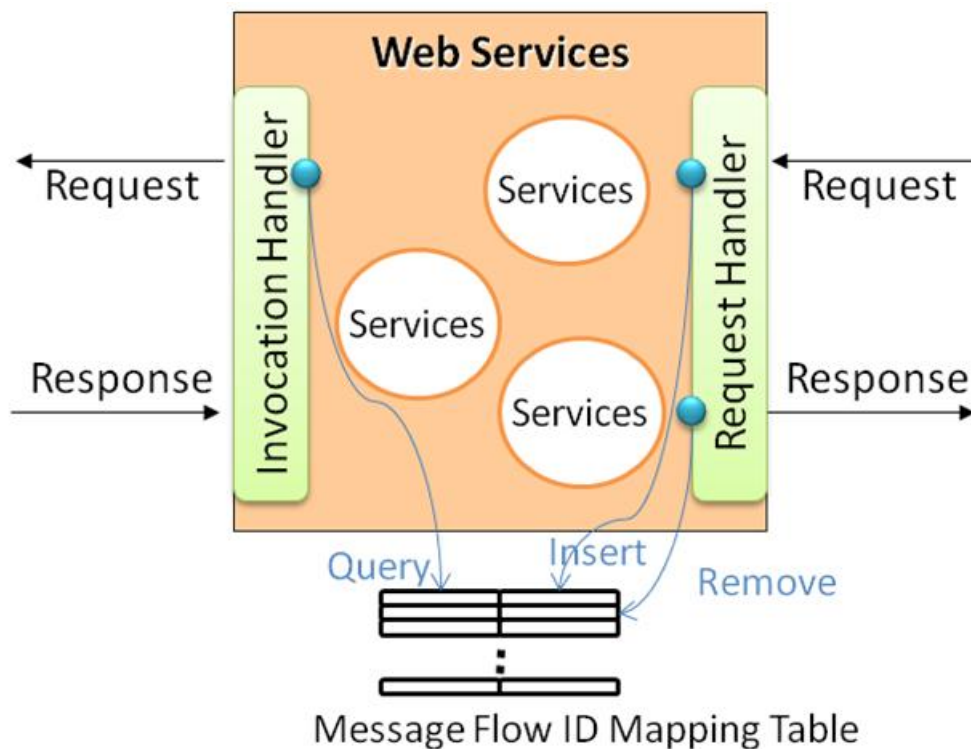 Web Services
Request
Invocation Handler
Response
Services
Services
Services
Request Handler
Request
Response
Query
Insert
Remove
Message Flow ID Mapping Table